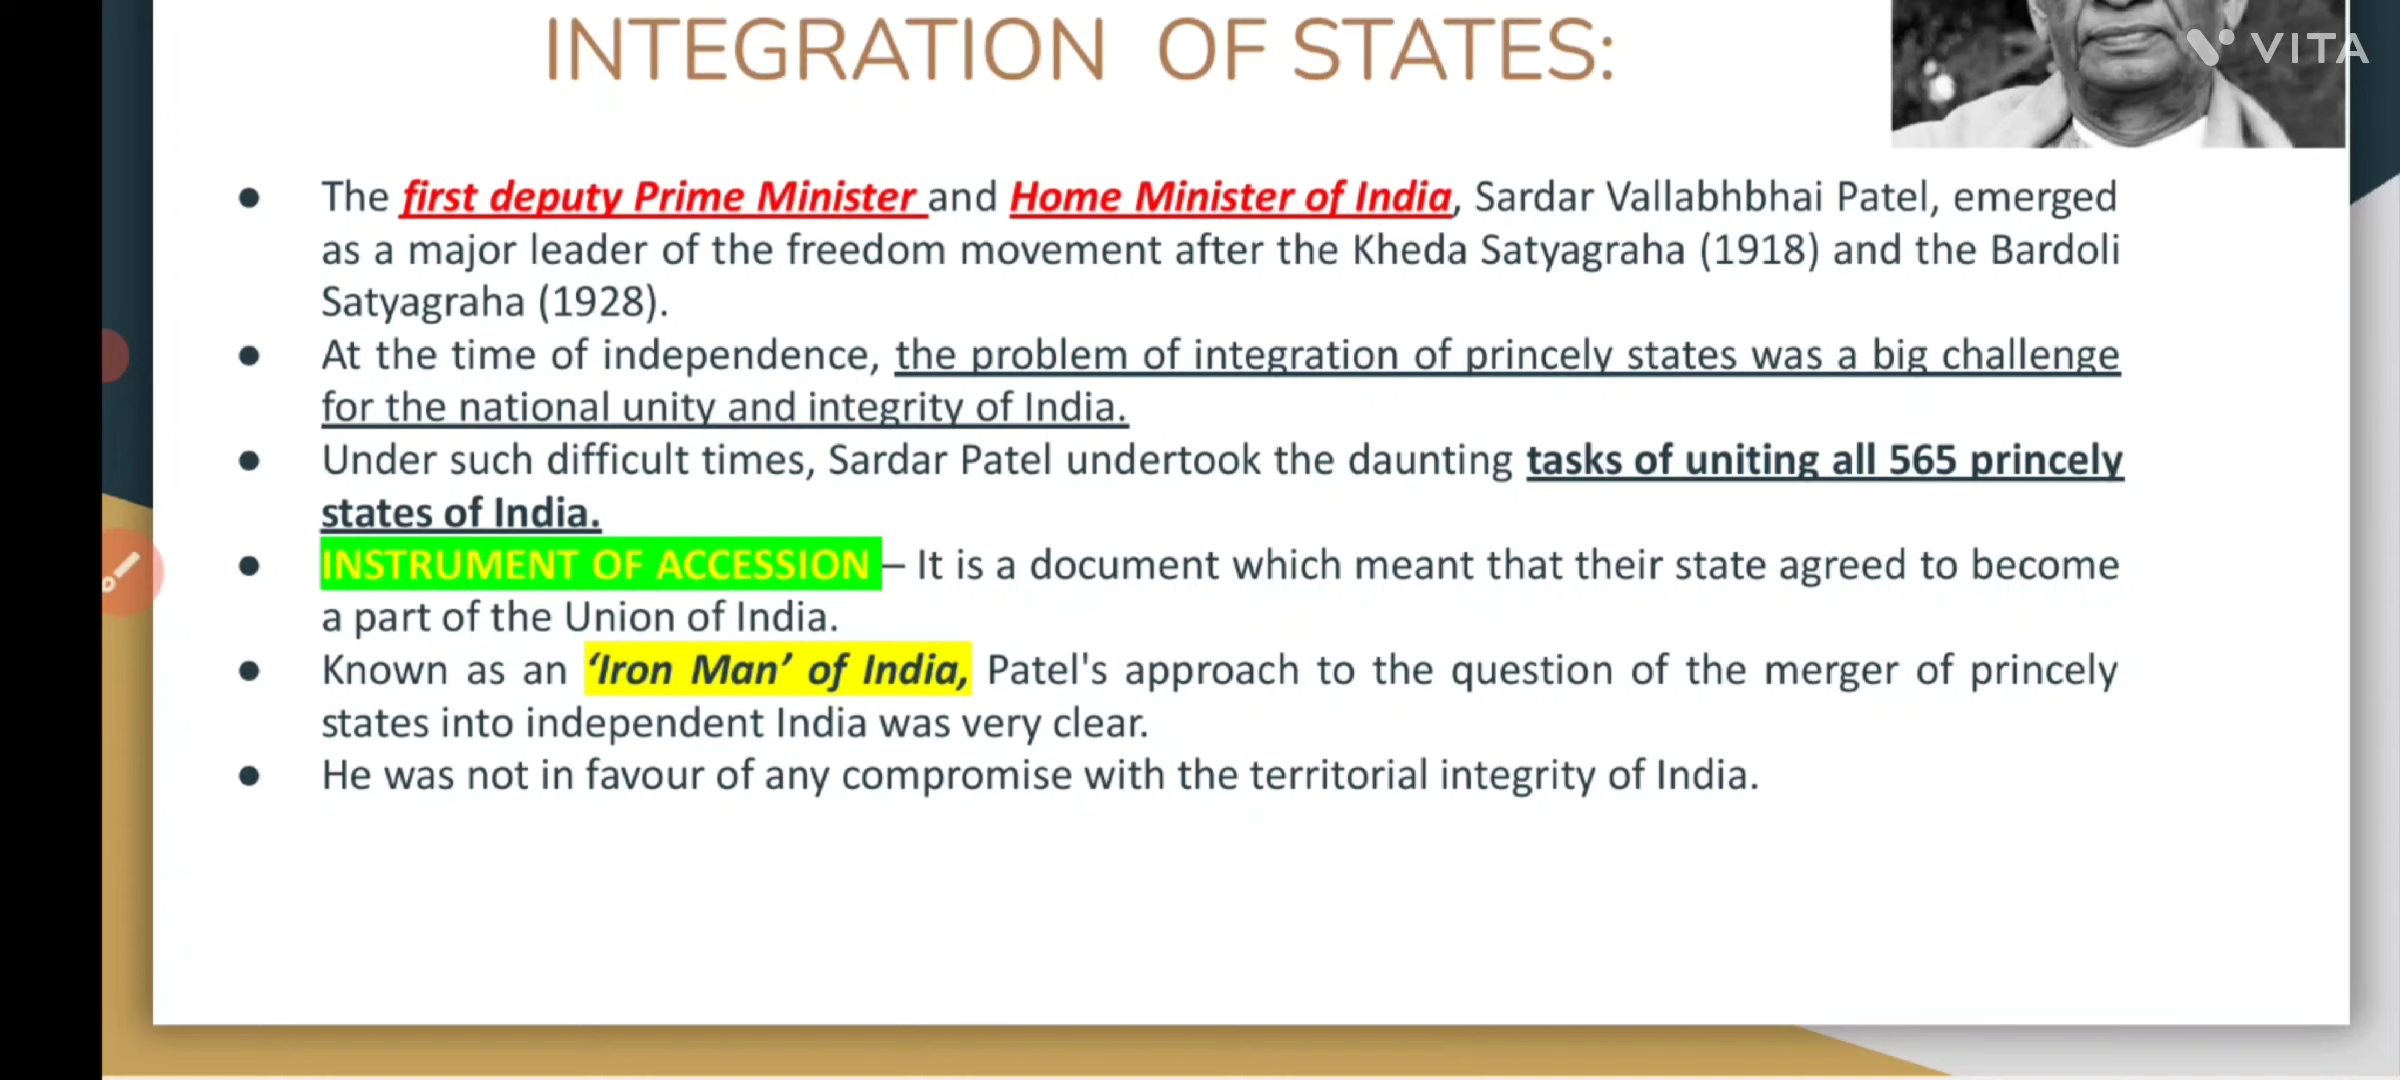 INTEGRATION OF STATES:
VITA
● The first deputy Prime Minister and Home Minister of India, Sardar Vallabhbhai Patel, emerged
as a major leader of the freedom movement after the Kheda Satyagraha (1918) and the Bardoli
Satyagraha (1928).
● At the time of independence, the problem of integration of princely states was a big challenge
for the national unity and integrity of India.
● Under such difficult times, Sardar Patel undertook the daunting tasks of uniting all 565 princely
states of India.
● INSTRUMENT OF ACCESSION – It is a document which meant that their state agreed to become
a part of the Union of India.
● Known as an ‘Iron Man’ of India, Patel's approach to the question of the merger of princely
states into independent India was very clear.
● He was not in favour of any compromise with the territorial integrity of India.